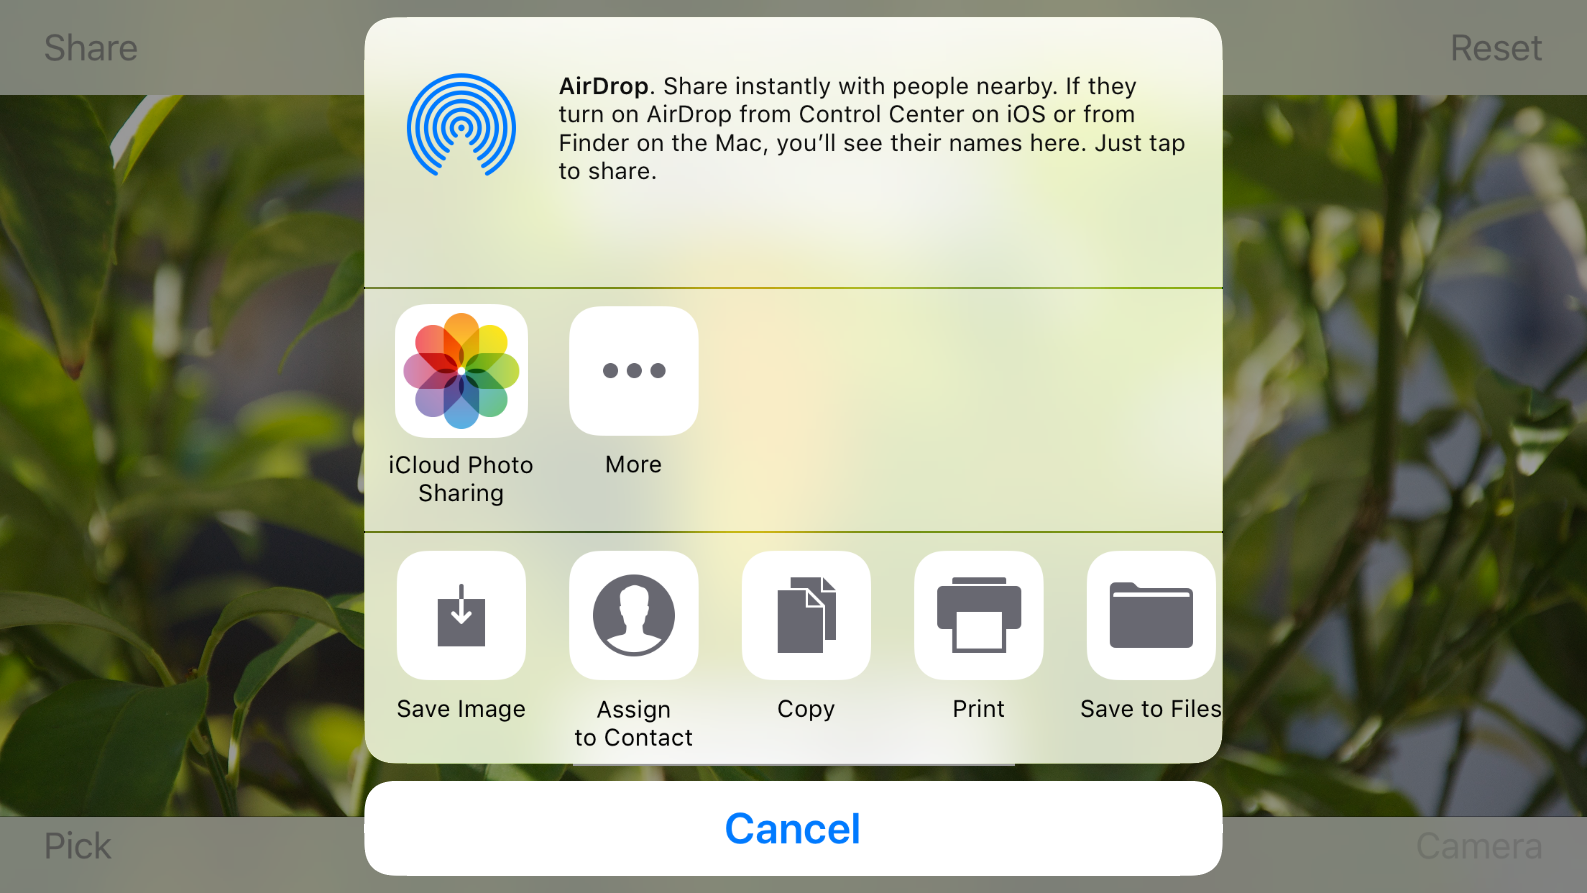 Share
Reset
AirDrop. Share instantly with people nearby. If they
turn on AirDrop from Control Center on iOS or from
Finder on the Mac, you’ll see their names here. Just tap
to share.
iCloud Photo
Sharing
More
Save Image
Assign
to Contact
Copy
Print
Save to Files
Cancel
Pick
Camera